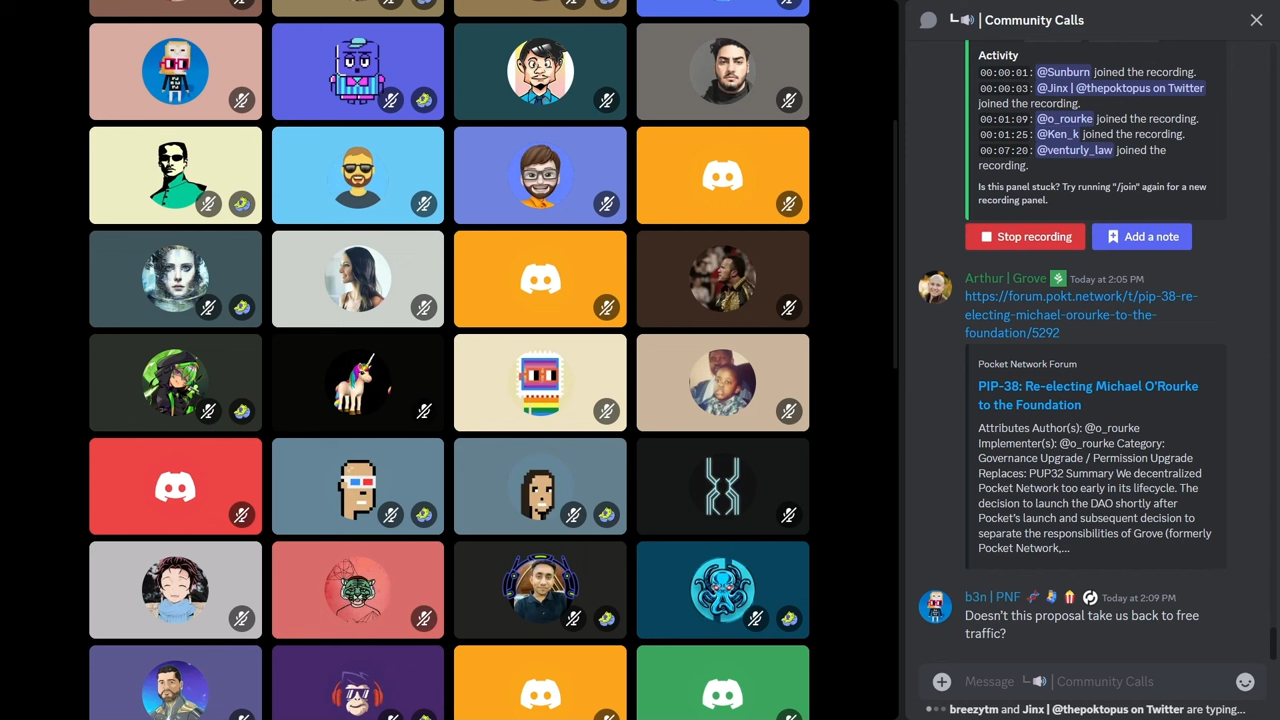 ┗🔊 | Community Calls
Activity
00:00:01: @Sunburn joined the recording.
00:00:03: @Jinx | @thepoktopus on Twitter
joined the recording.
00:01:09: @o_rourke joined the recording.
00:01:25: @Ken_k joined the recording.
00:07:20: @venturly_law joined the
recording.
Is this panel stuck? Try running "/join" again for a new
recording panel.
Stop recording
Add a note
Arthur | Grove Today at 2:05 PM
https://forum.pokt.network/t/pip-38-re-
electing-michael-orourke-to-the-
foundation/5292
Pocket Network Forum
PIP-38: Re-electing Michael O'Rourke
to the Foundation
Attributes Author(s): @o_rourke
Implementer(s): @o_rourke Category:
Governance Upgrade / Permission Upgrade
Replaces: PUP32 Summary We decentralized
Pocket Network too early in its lifecycle. The
decision to launch the DAO shortly after
Pocket's launch and subsequent decision to
separate the responsibilities of Grove (formerly
Pocket Network,...
b3n | PNF Today at 2:09 PM
Doesn't this proposal take us back to free
traffic?
Message ┗🔊 | Community Calls
breezytm and Jinx | @thepoktopus on Twitter are typing...